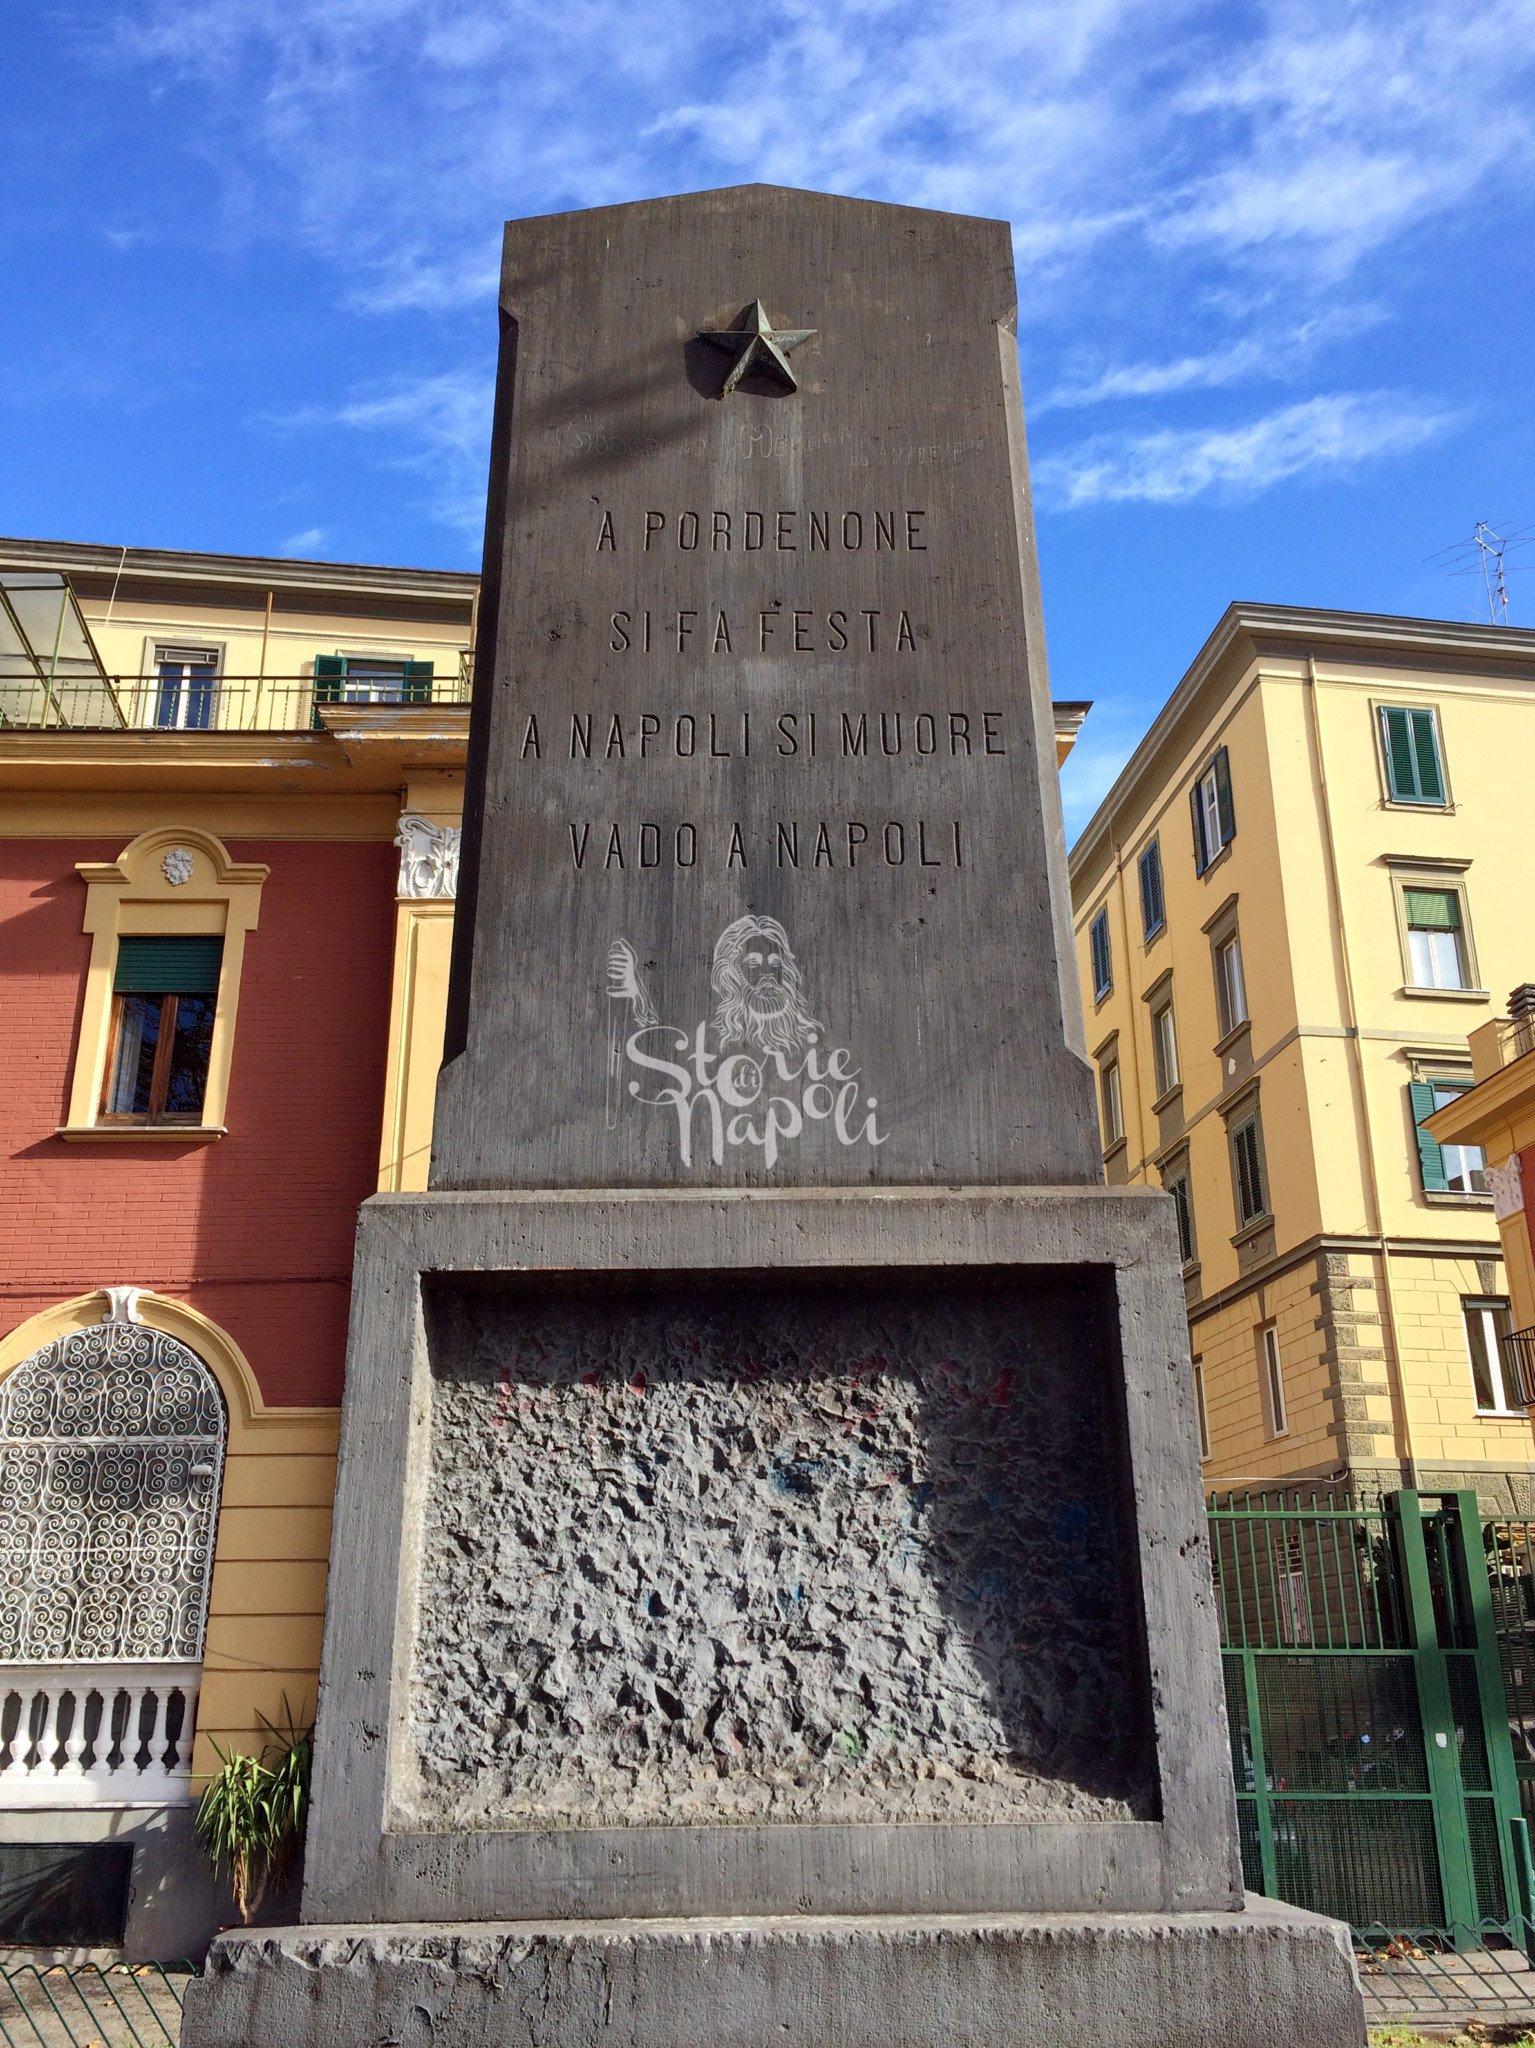 A PORDENONE
SI FA FESTA
A NAPOLI SI MUORE
VADO A NAPOLI
Storie
di
Napoli